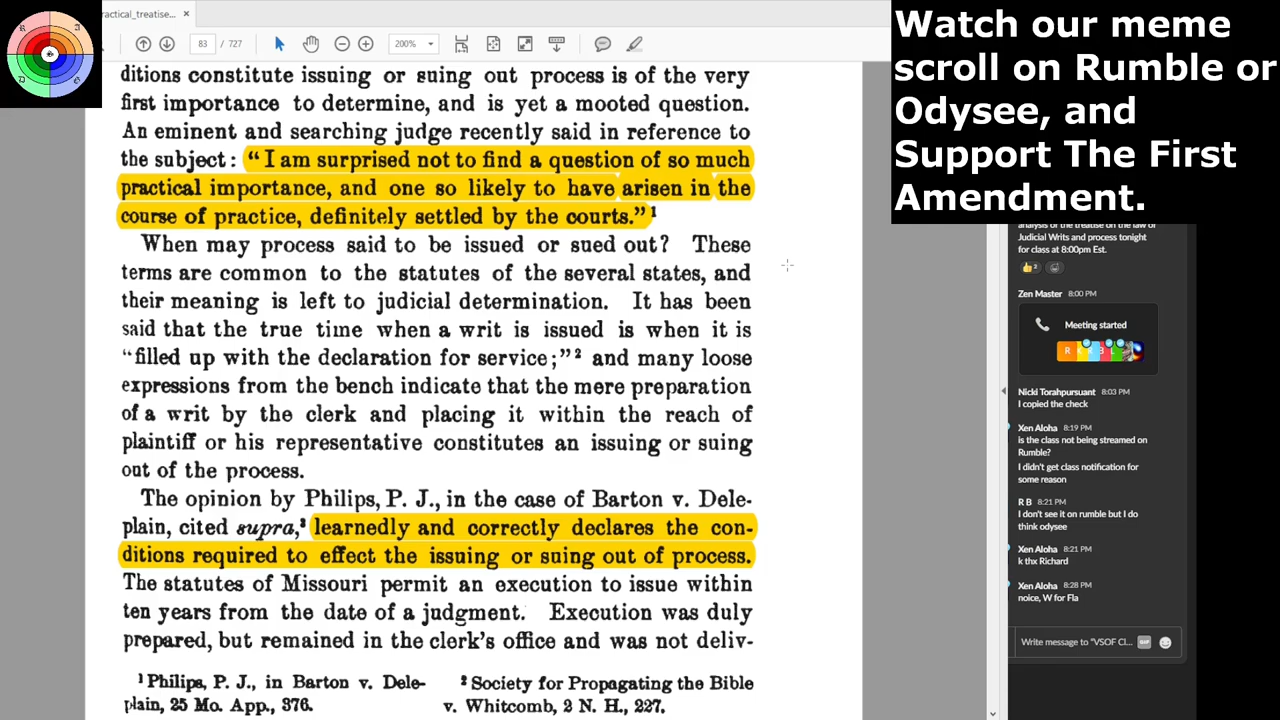 ractical_treatise...
83 / 727
200%
ditions constitute issuing or suing out process is of the very
first importance to determine, and is yet a mooted question.
An eminent and searching judge recently said in reference to
the subject: “I am surprised not to find a question of so much
practical importance, and one so likely to have arisen in the
course of practice, definitely settled by the courts.”1
When may process said to be issued or sued out? These
terms are common to the statutes of the several states, and
their meaning is left to judicial determination. It has been
said that the true time when a writ is issued is when it is
“filled up with the declaration for service;”2 and many loose
expressions from the bench indicate that the mere preparation
of a writ by the clerk and placing it within the reach of
plaintiff or his representative constitutes an issuing or suing
out of the process.
The opinion by Philips, P. J., in the case of Barton v. Dele-
plain, cited supra,3 learnedly and correctly declares the con-
ditions required to effect the issuing or suing out of process.
The statutes of Missouri permit an execution to issue within
ten years from the date of a judgment. Execution was duly
prepared, but remained in the clerk's office and was not deliv-
1 Philips, P. J., in Barton v. Dele-
plain, 25 Mo. App., 376.
2 Society for Propagating the Bible
v. Whitcomb, 2 N. H., 227.
Watch our meme
scroll on Rumble or
Odysee, and
Support The First
Amendment.
analysis of the treatise on the law of
Judicial Writs and process tonight
for class at 8:00pm Est.
Zen Master 8:00 PM
Meeting started
R K R B L
Nicki Torahpursuant 8:03 PM
I copied the check
Xen Aloha 8:19 PM
is the class not being streamed on
Rumble?
I didn't get class notification for
some reason
R B 8:21 PM
I don't see it on rumble but I do
think odysee
Xen Aloha 8:21 PM
k thx Richard
Xen Aloha 8:28 PM
noice, W for Fla
Write message to "VSOF Cl... GIF